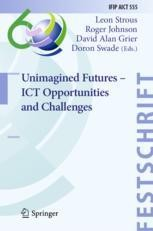 IFIP AICT 555
Leon Strous
Roger Johnson
David Alan Grier
Doron Swade (Eds.)
Unimagined Futures –
ICT Opportunities
and Challenges
FESTSCHRIFT
Springer